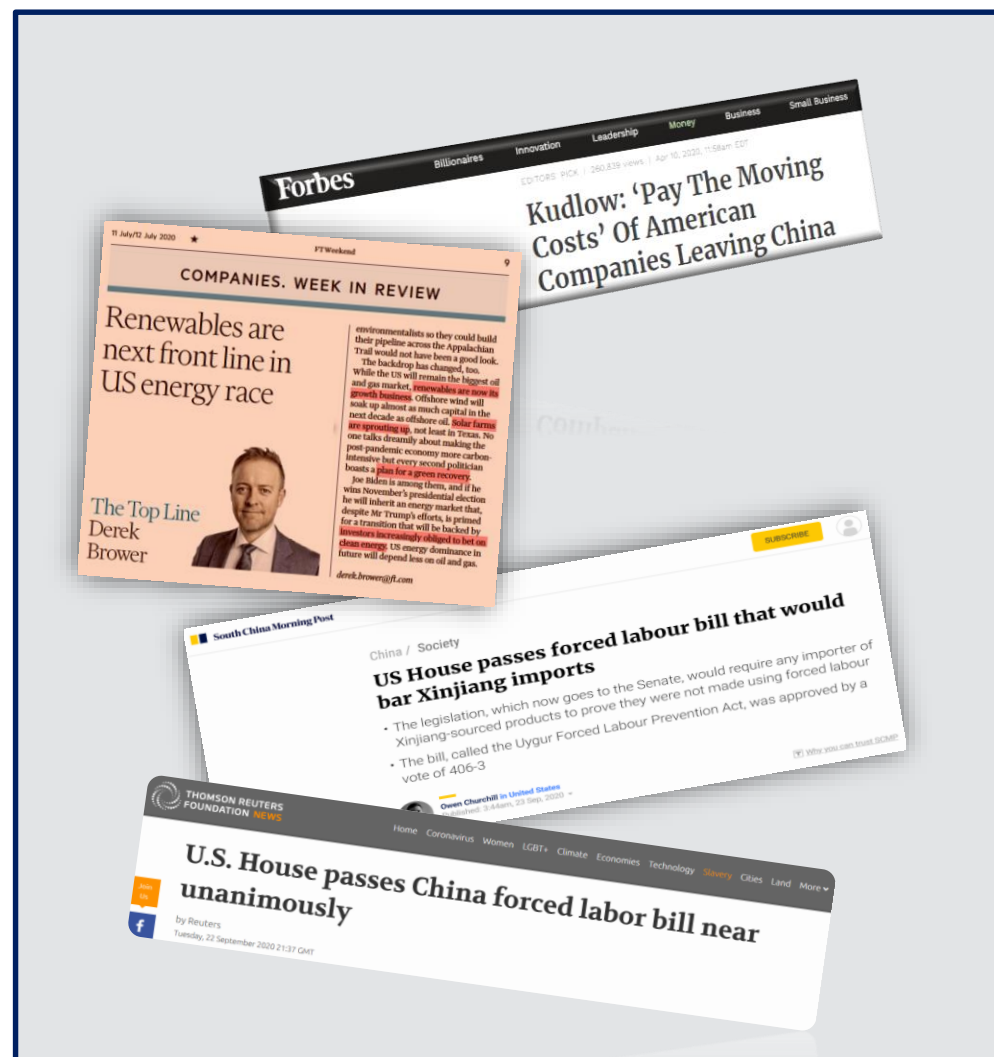 Forbes
Billionaires
Innovation
Leadership
Money
Business
Small Business
EDITORS' PICK | 260,839 views | Apr 10, 2020, 11:58am EDT
Kudlow: ‘Pay The Moving
Costs’ Of American
Companies Leaving China
11 July/12 July 2020 ★ FTWeekend 9
COMPANIES. WEEK IN REVIEW
Renewables are
next front line in
US energy race
The Top Line
Derek
Brower
environmentalists so they could build
their pipeline across the Appalachian
Trail would not have been a good look.
The backdrop has changed, too.
While the US will remain the biggest oil
and gas market, renewables are now its
growth business. Offshore wind will
soak up almost as much capital in the
next decade as offshore oil. Solar farms
are sprouting up, not least in Texas. No
one talks dreamily about making the
post-pandemic economy more carbon-
intensive but every second politician
boasts a plan for a green recovery.
Joe Biden is among them, and if he
wins November's presidential election
he will inherit an energy market that,
despite Mr Trump's efforts, is primed
for a transition that will be backed by
investors increasingly obliged to bet on
clean energy. US energy dominance in
future will depend less on oil and gas.
derek.brower@ft.com
SUBSCRIBE
South China Morning Post
China / Society
US House passes forced labour bill that would
bar Xinjiang imports
• The legislation, which now goes to the Senate, would require any importer of
Xinjiang-sourced products to prove they were not made using forced labour
• The bill, called the Uygur Forced Labour Prevention Act, was approved by a
vote of 406-3
Why you can trust SCMP
Owen Churchill in United States
Published: 3:44am, 23 Sep, 2020
THOMSON REUTERS
FOUNDATION NEWS
Home Coronavirus Women LGBT+ Climate Economies Technology Slavery Cities Land More
U.S. House passes China forced labor bill near
unanimously
by Reuters
Tuesday, 22 September 2020 21:37 GMT